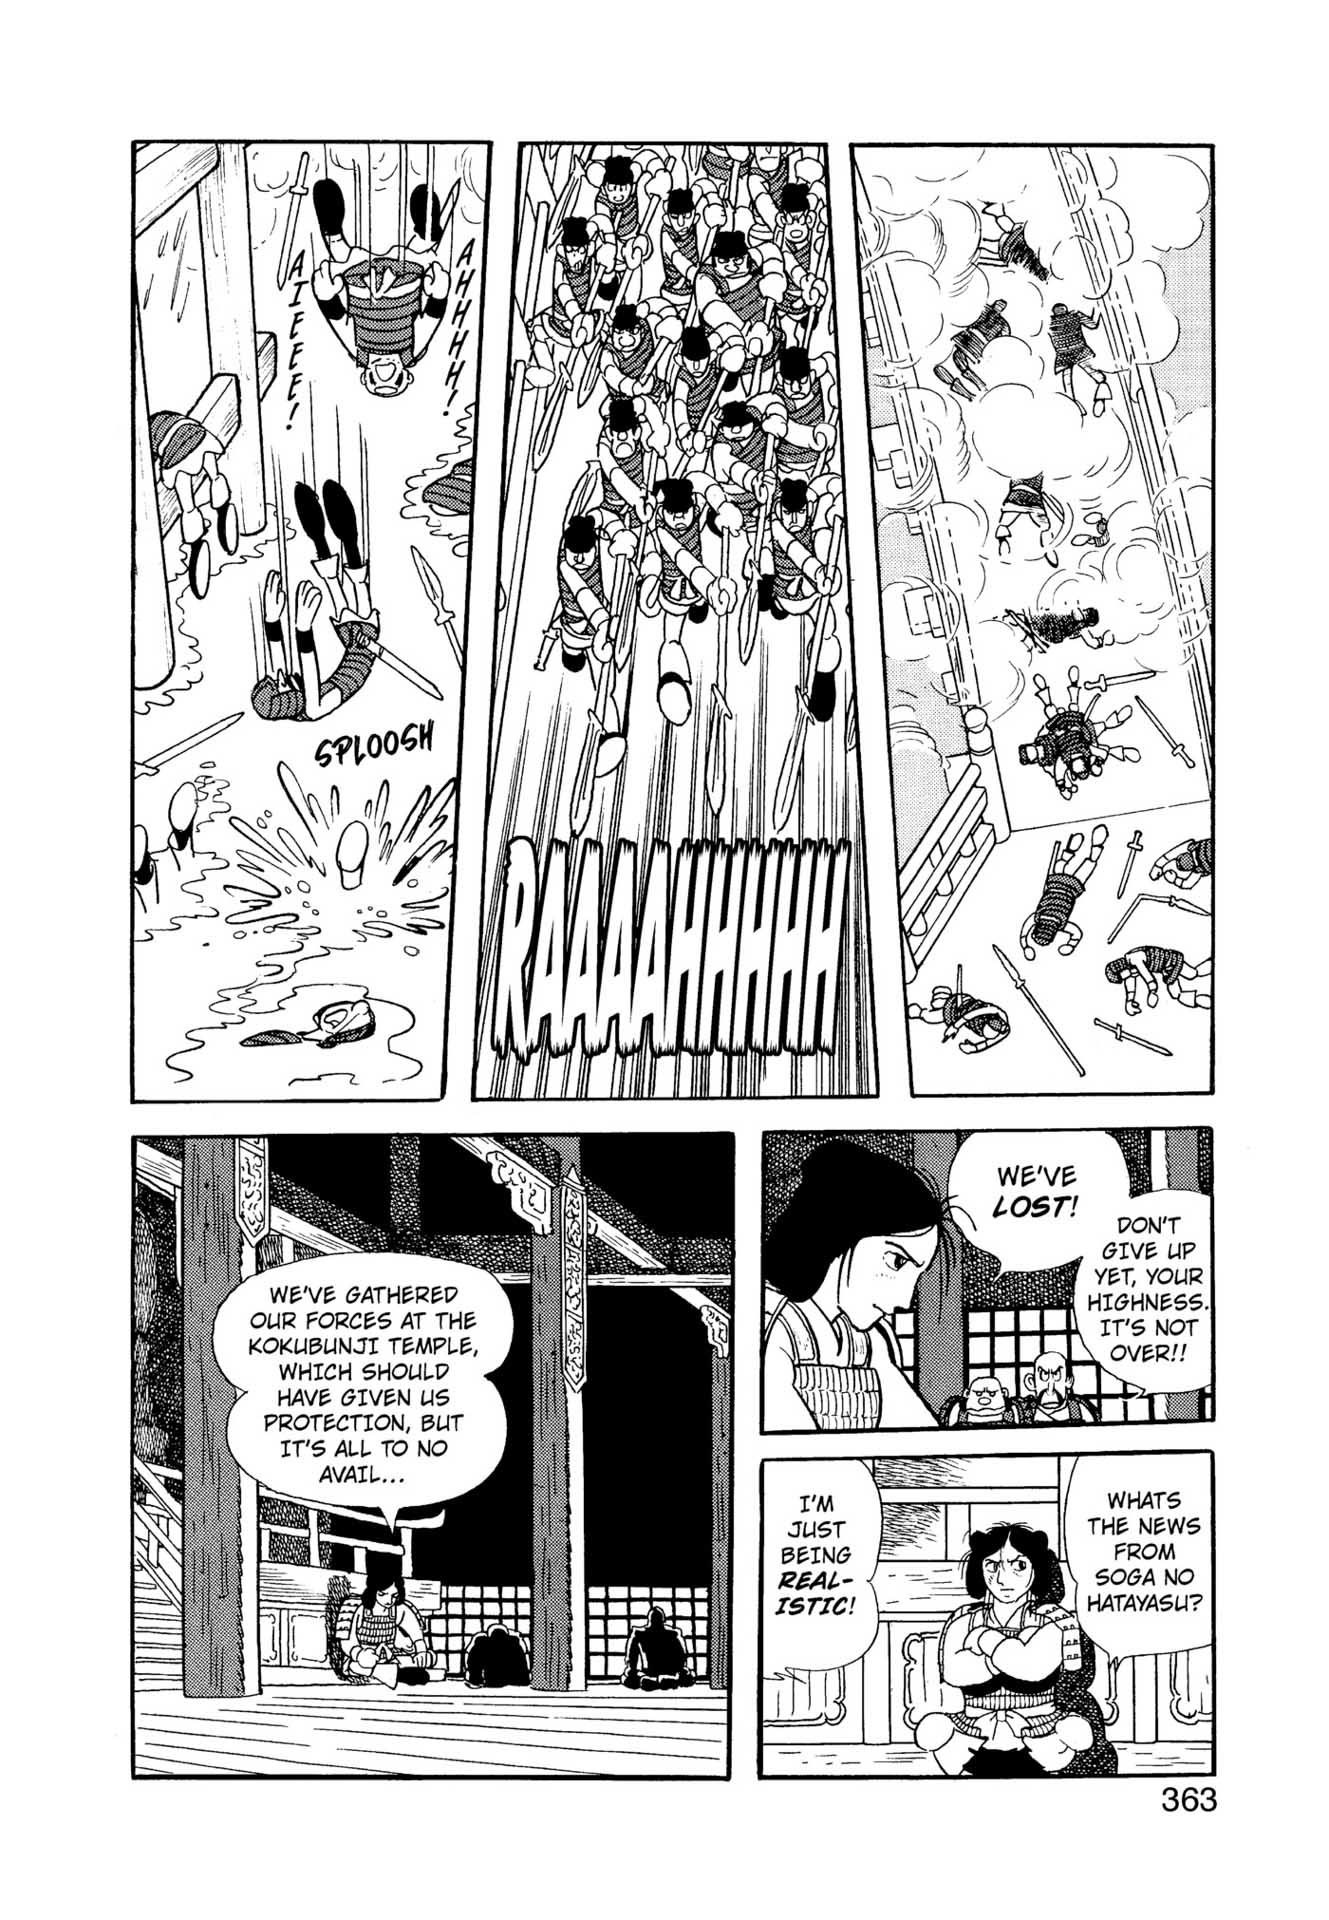 AIEEEE!
AHHHHH!
SPLOOSH
RAAAAAHHHHHH
WE'VE GATHERED
OUR FORCES AT THE
KOKUBUNJI TEMPLE,
WHICH SHOULD
HAVE GIVEN US
PROTECTION, BUT
IT'S ALL TO NO
AVAIL...
WE'VE
LOST!
DON'T
GIVE UP
YET, YOUR
HIGHNESS.
IT'S NOT
OVER!!
I'M
JUST
BEING
REAL-
ISTIC!
WHATS
THE NEWS
FROM
SOGA NO
HATAYASU?
363